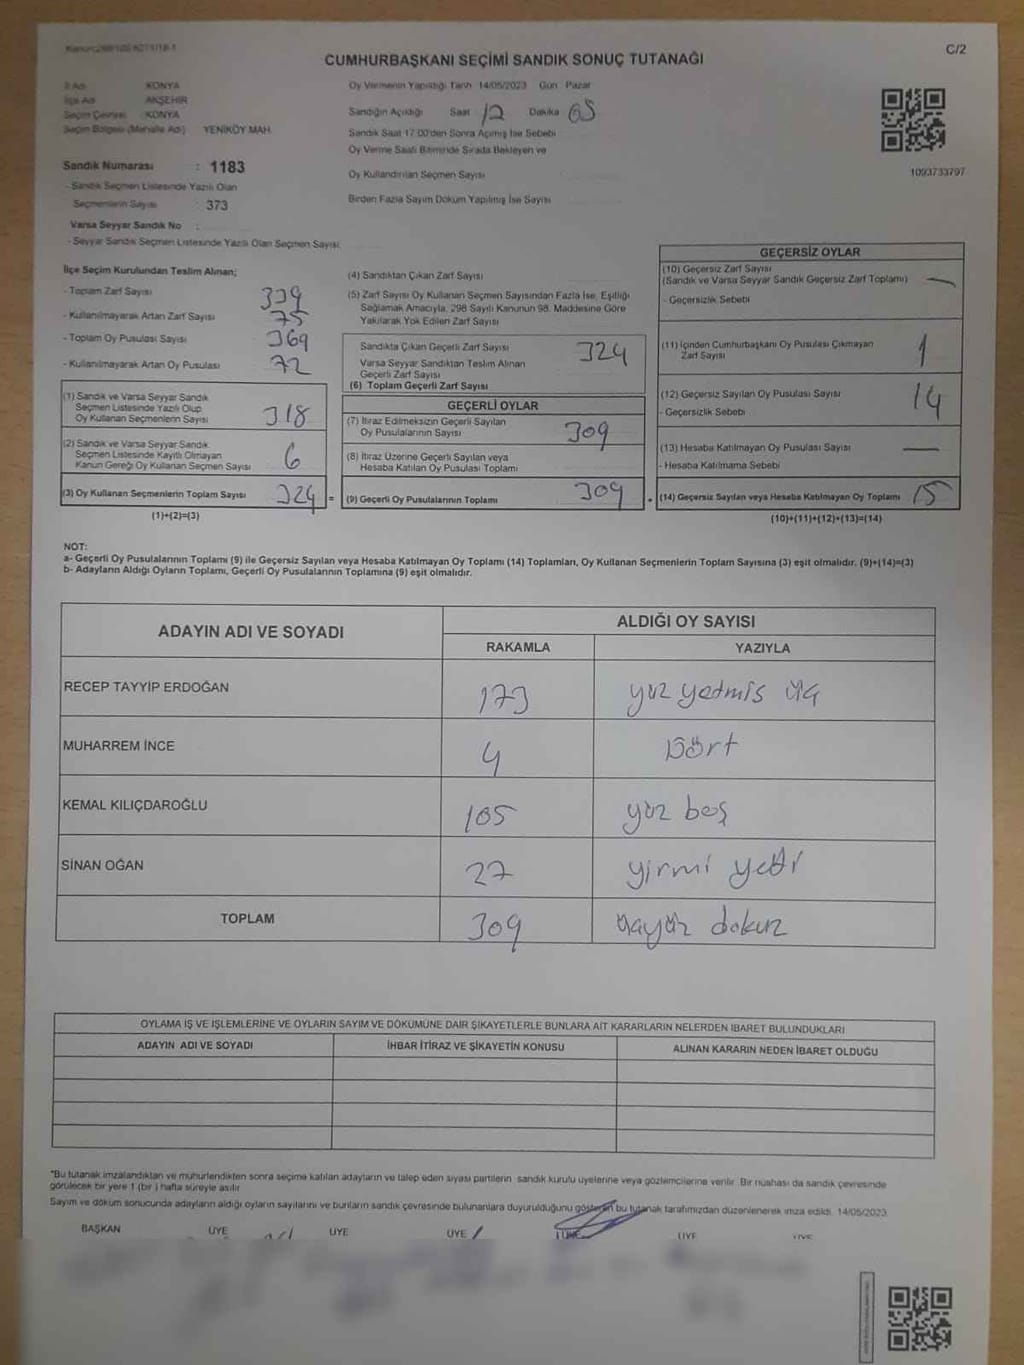 C/2
CUMHURBAŞKANI SEÇİMİ SANDIK SONUÇ TUTANAĞI
İl Adı KONYA
İlçe Adı AKŞEHİR
Seçim Çevresi KONYA
Seçim Bölgesi (Mahalle Adı) YENİKÖY MAH.
Sandık Numarası : 1183
- Sandık Seçmen Listesinde Yazılı Olan
Seçmenlerin Sayısı : 373
Varsa Seyyar Sandık No :
- Seyyar Sandık Seçmen Listesinde Yazılı Olan Seçmen Sayısı:
Oy Vermenin Yapıldığı Tarih 14/05/2023 Gün Pazar
Sandığın Açıldığı Saat 12 Dakika 05
Sandık Saat 17:00'den Sonra Açılmış İse Sebebi
Oy Verme Saati Bitiminde Sırada Bekleyen ve
Oy Kullandırılan Seçmen Sayısı
Birden Fazla Sayım Döküm Yapılmış İse Sayısı
1093733797
İlçe Seçim Kurulundan Teslim Alınan;
- Toplam Zarf Sayısı 399
- Kullanılmayarak Artan Zarf Sayısı 75
- Toplam Oy Pusulası Sayısı 369
- Kullanılmayarak Artan Oy Pusulası 72
(1) Sandık ve Varsa Seyyar Sandık
Seçmen Listesinde Yazılı Olup
Oy Kullanan Seçmenlerin Sayısı 318
(2) Sandık ve Varsa Seyyar Sandık
Seçmen Listesinde Kayıtlı Olmayan
Kanun Gereği Oy Kullanan Seçmen Sayısı 6
(3) Oy Kullanan Seçmenlerin Toplam Sayısı 324 =
(1)+(2)=(3)
(4) Sandıktan Çıkan Zarf Sayısı
(5) Zarf Sayısı Oy Kullanan Seçmen Sayısından Fazla İse, Eşitliği
Sağlamak Amacıyla, 298 Sayılı Kanunun 98. Maddesine Göre
Yakılarak Yok Edilen Zarf Sayısı
Sandıkta Çıkan Geçerli Zarf Sayısı 324
Varsa Seyyar Sandıktan Teslim Alınan
Geçerli Zarf Sayısı
(6) Toplam Geçerli Zarf Sayısı
GEÇERLİ OYLAR
(7) İtiraz Edilmeksizin Geçerli Sayılan
Oy Pusulalarının Sayısı 309
(8) İtiraz Üzerine Geçerli Sayılan veya
Hesaba Katılan Oy Pusulası Toplamı
(9) Geçerli Oy Pusulalarının Toplamı 309 +
GEÇERSİZ OYLAR
(10) Geçersiz Zarf Sayısı
(Sandık ve Varsa Seyyar Sandık Geçersiz Zarf Toplamı) —
- Geçersizlik Sebebi
(11) İçinden Cumhurbaşkanı Oy Pusulası Çıkmayan
Zarf Sayısı 1
(12) Geçersiz Sayılan Oy Pusulası Sayısı 14
- Geçersizlik Sebebi
(13) Hesaba Katılmayan Oy Pusulası Sayısı —
- Hesaba Katılmama Sebebi
(14) Geçersiz Sayılan veya Hesaba Katılmayan Oy Toplamı 15
(10)+(11)+(12)+(13)=(14)
NOT:
a- Geçerli Oy Pusulalarının Toplamı (9) ile Geçersiz Sayılan veya Hesaba Katılmayan Oy Toplamı (14) Toplamları, Oy Kullanan Seçmenlerin Toplam Sayısına (3) eşit olmalıdır. (9)+(14)=(3)
b- Adayların Aldığı Oyların Toplamı, Geçerli Oy Pusulalarının Toplamına (9) eşit olmalıdır.
ADAYIN ADI VE SOYADI ALDIĞI OY SAYISI
RAKAMLA YAZIYLA
RECEP TAYYİP ERDOĞAN 173 yüz yetmiş üç
MUHARREM İNCE 4 Dört
KEMAL KILIÇDAROĞLU 105 yüz beş
SİNAN OĞAN 27 yirmi yedi
TOPLAM 309 üçyüz dokuz
OYLAMA İŞ VE İŞLEMLERİNE VE OYLARIN SAYIM VE DÖKÜMÜNE DAİR ŞİKAYETLERLE BUNLARA AİT KARARLARIN NELERDEN İBARET BULUNDUKLARI
ADAYIN ADI VE SOYADI İHBAR İTİRAZ VE ŞİKAYETİN KONUSU ALINAN KARARIN NEDEN İBARET OLDUĞU
*Bu tutanak imzalandıktan ve mühürlendikten sonra seçime katılan adayların ve talep eden siyasi partilerin sandık kurulu üyelerine veya gözlemcilerine verilir. Bir nüshası da sandık çevresinde
görülecek bir yere 1 (bir) hafta süreyle asılır
Sayım ve döküm sonucunda adayların aldığı oyların sayılarını ve bunların sandık çevresinde bulunanlara duyurulduğunu gösteren bu tutanak tarafımızdan düzenlenerek imza edildi. 14/05/2023
BAŞKAN ÜYE ÜYE ÜYE ÜYE ÜYE